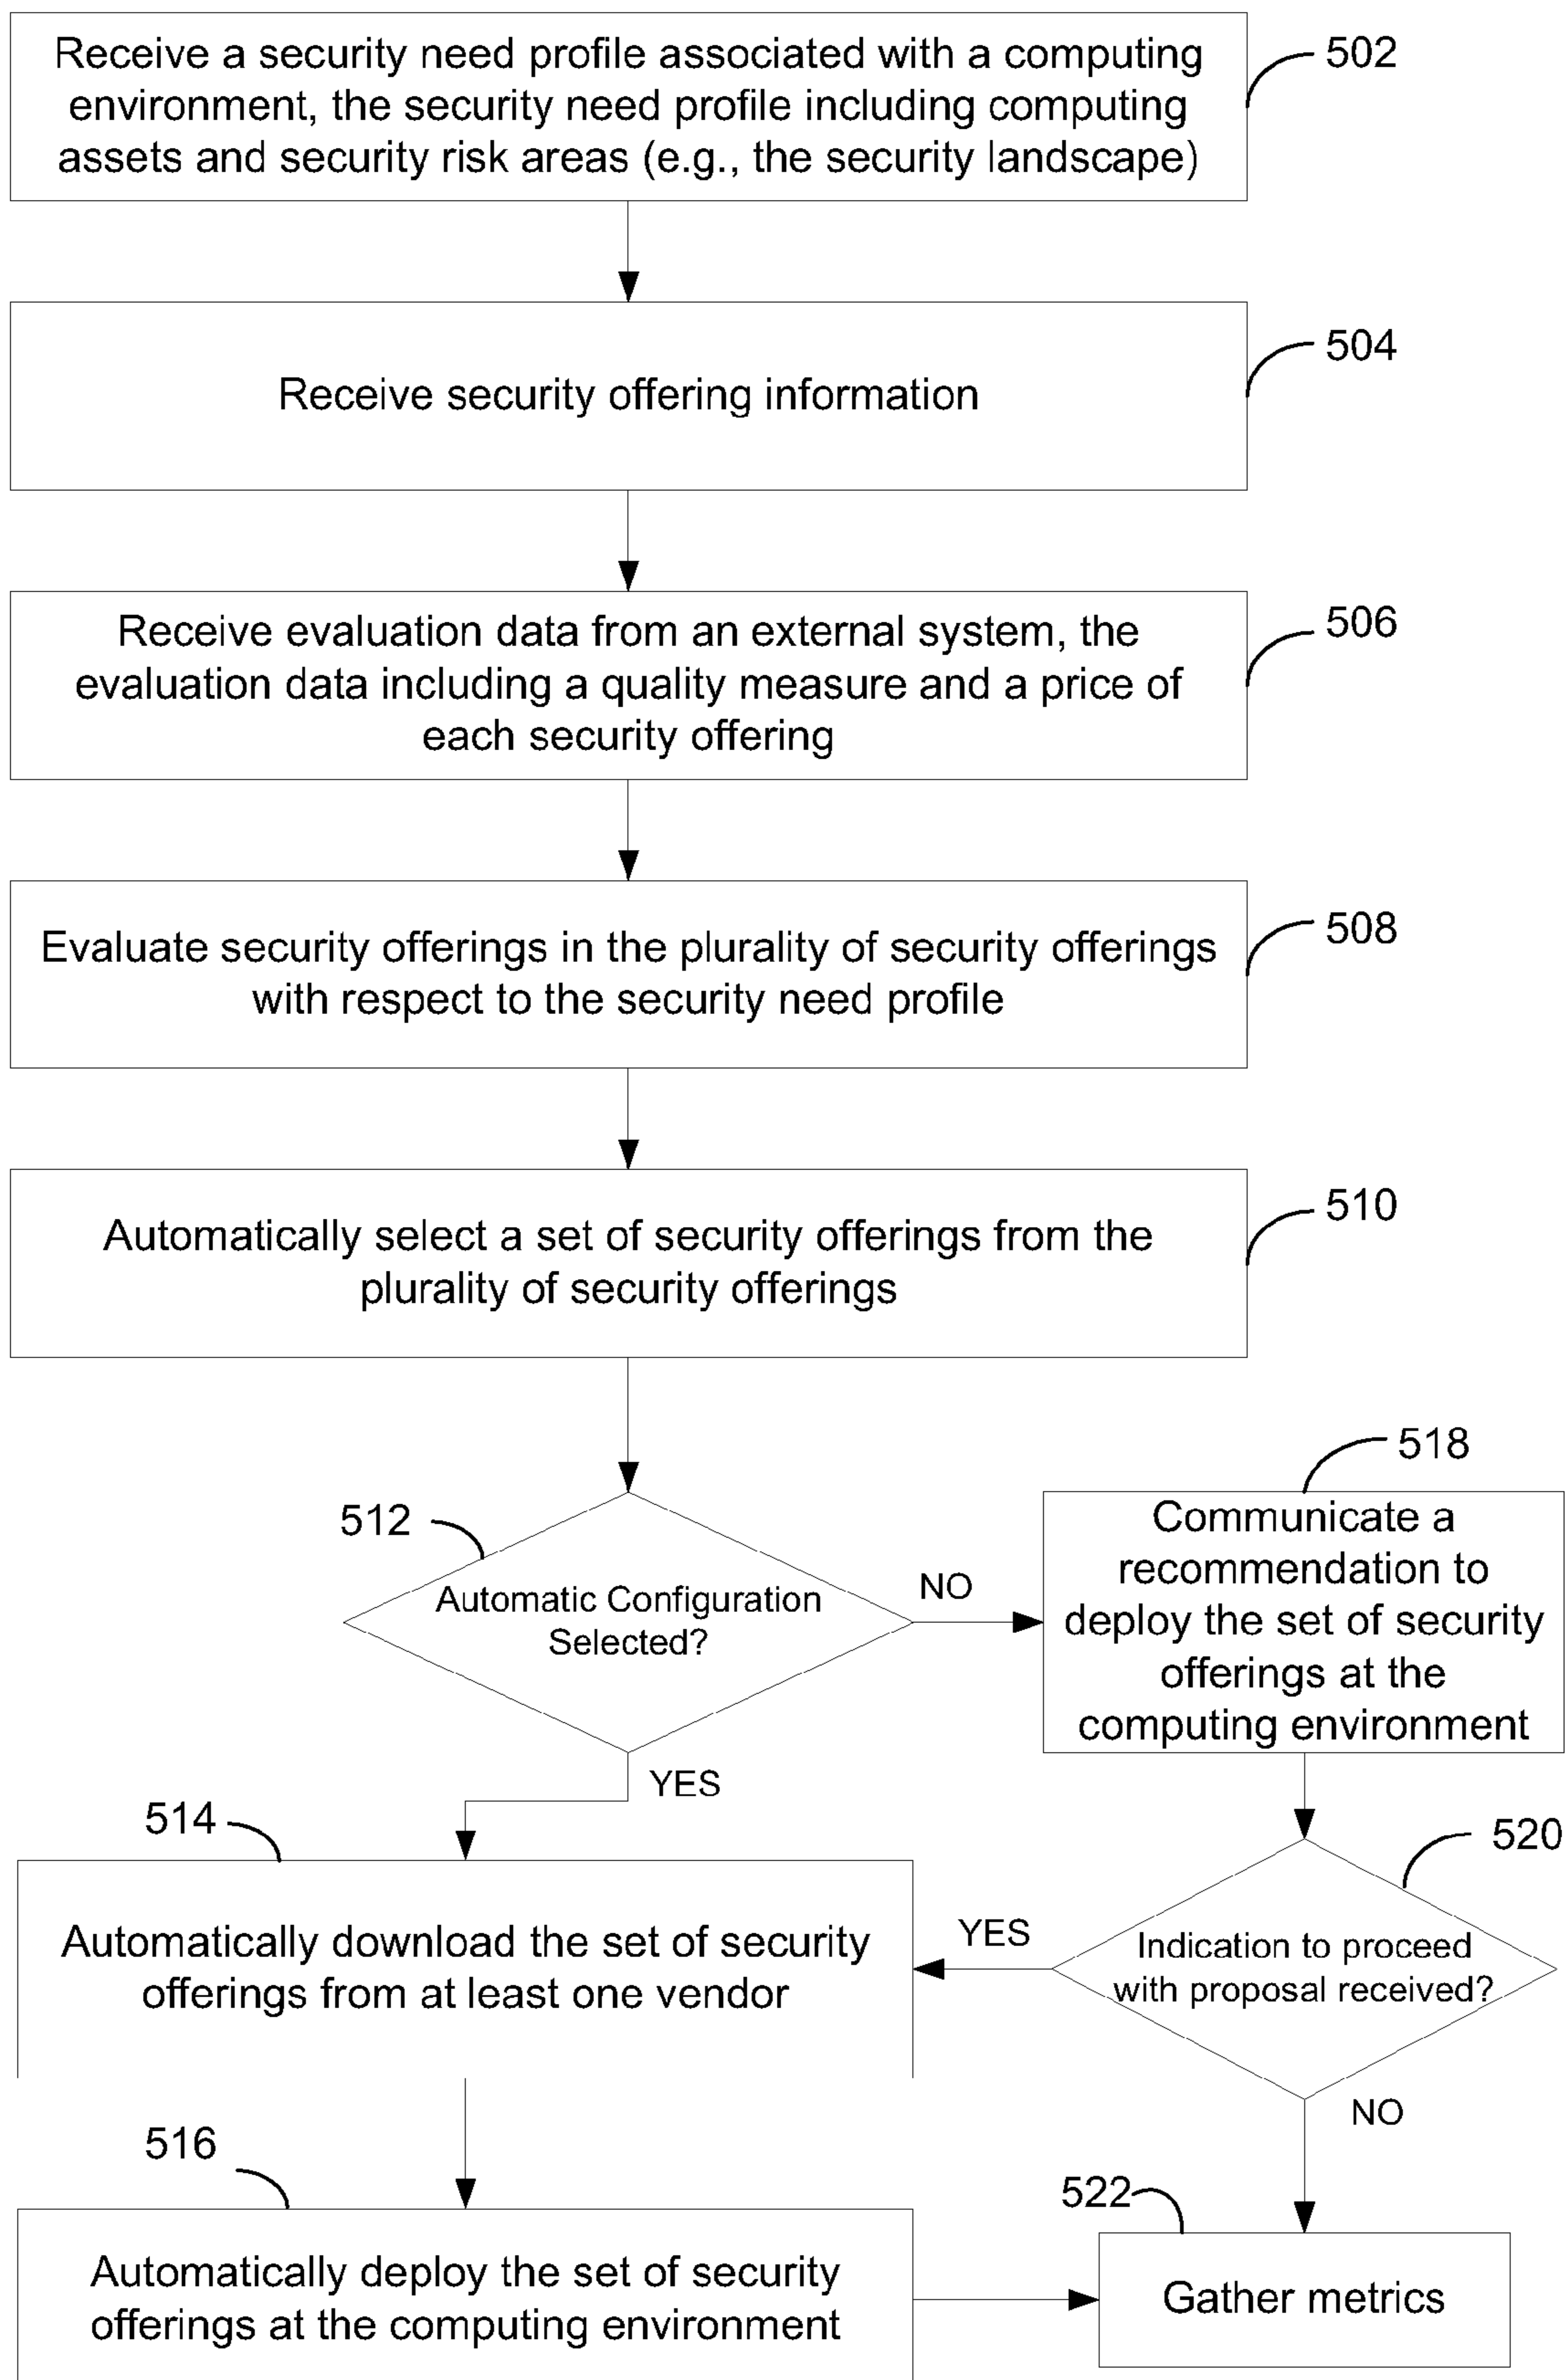 Receive a security need profile associated with a computing
environment, the security need profile including computing
assets and security risk areas (e.g., the security landscape)
502
Receive security offering information
504
Receive evaluation data from an external system, the
evaluation data including a quality measure and a price of
each security offering
506
Evaluate security offerings in the plurality of security offerings
with respect to the security need profile
508
Automatically select a set of security offerings from the
plurality of security offerings
510
512
Automatic Configuration
Selected?
NO
YES
518
Communicate a
recommendation to
deploy the set of security
offerings at the
computing environment
514
Automatically download the set of security
offerings from at least one vendor
YES
520
Indication to proceed
with proposal received?
NO
516
Automatically deploy the set of security
offerings at the computing environment
522
Gather metrics